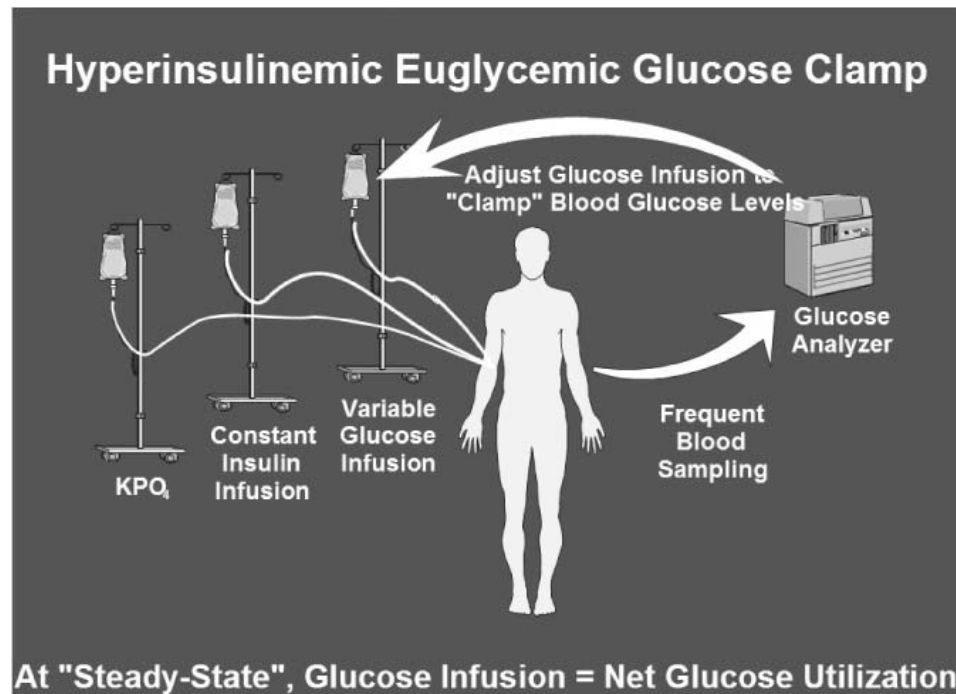 Hyperinsulinemic Euglycemic Glucose Clamp
Adjust Glucose Infusion to
"Clamp" Blood Glucose Levels
Glucose
Analyzer
Frequent
Blood
Sampling
Variable
Glucose
Infusion
Constant
Insulin
Infusion
KPO₄
At "Steady-State", Glucose Infusion = Net Glucose Utilization